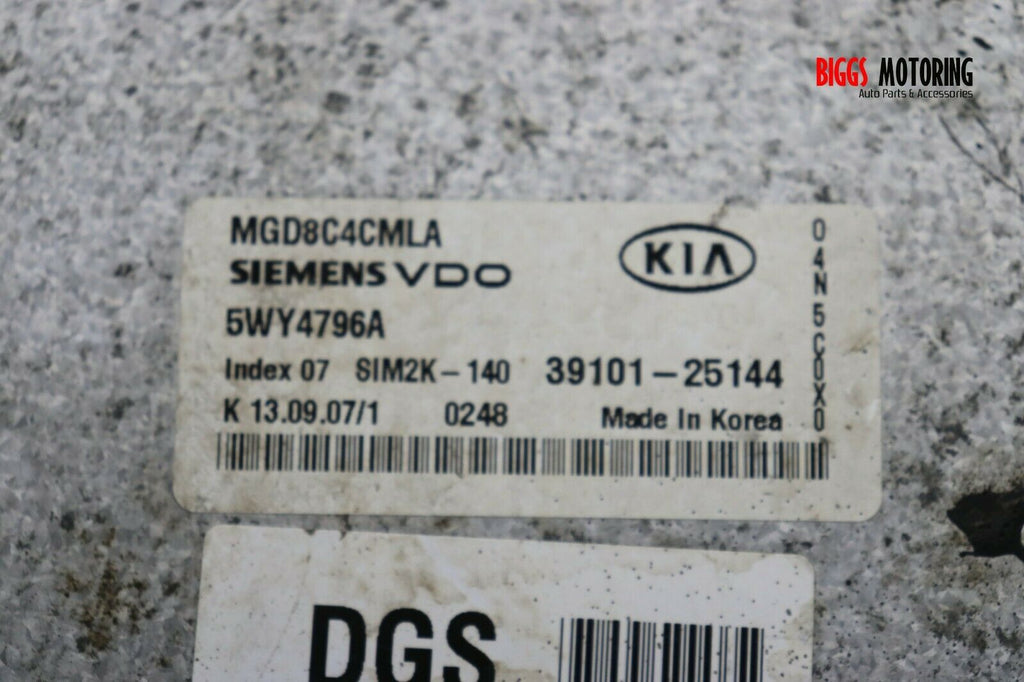 BIGGS MOTORING
Auto Parts & Accessories
MGD8C4CMLA
KIA
SIEMENS VDO
5WY4796A
Index 07 SIM2K-140 39101-25144
K 13.09.07/1 0248 Made In Korea
04N5C0X0
DGS